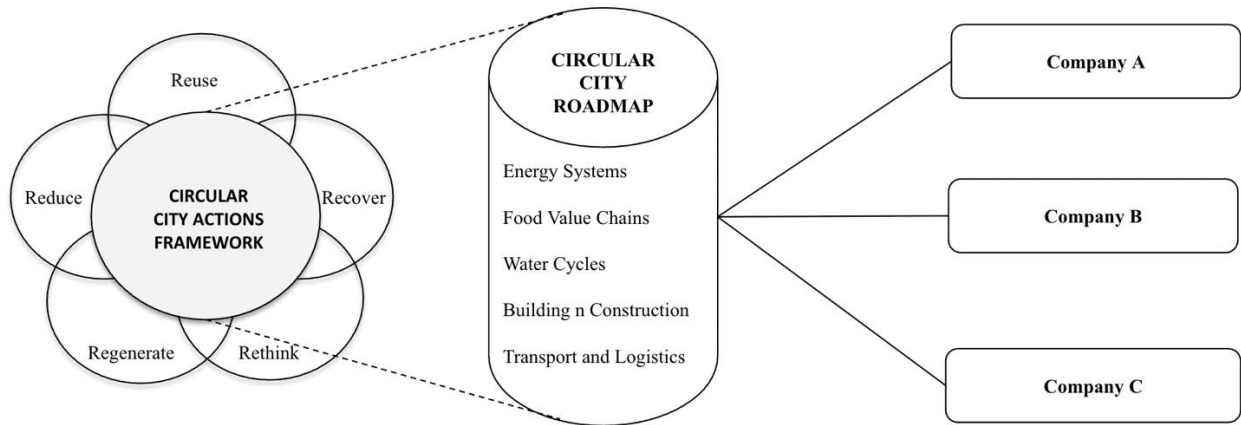 Reuse
Reduce
Recover
Regenerate
Rethink
CIRCULAR
CITY ACTIONS
FRAMEWORK
CIRCULAR
CITY
ROADMAP
Energy Systems
Food Value Chains
Water Cycles
Building n Construction
Transport and Logistics
Company A
Company B
Company C